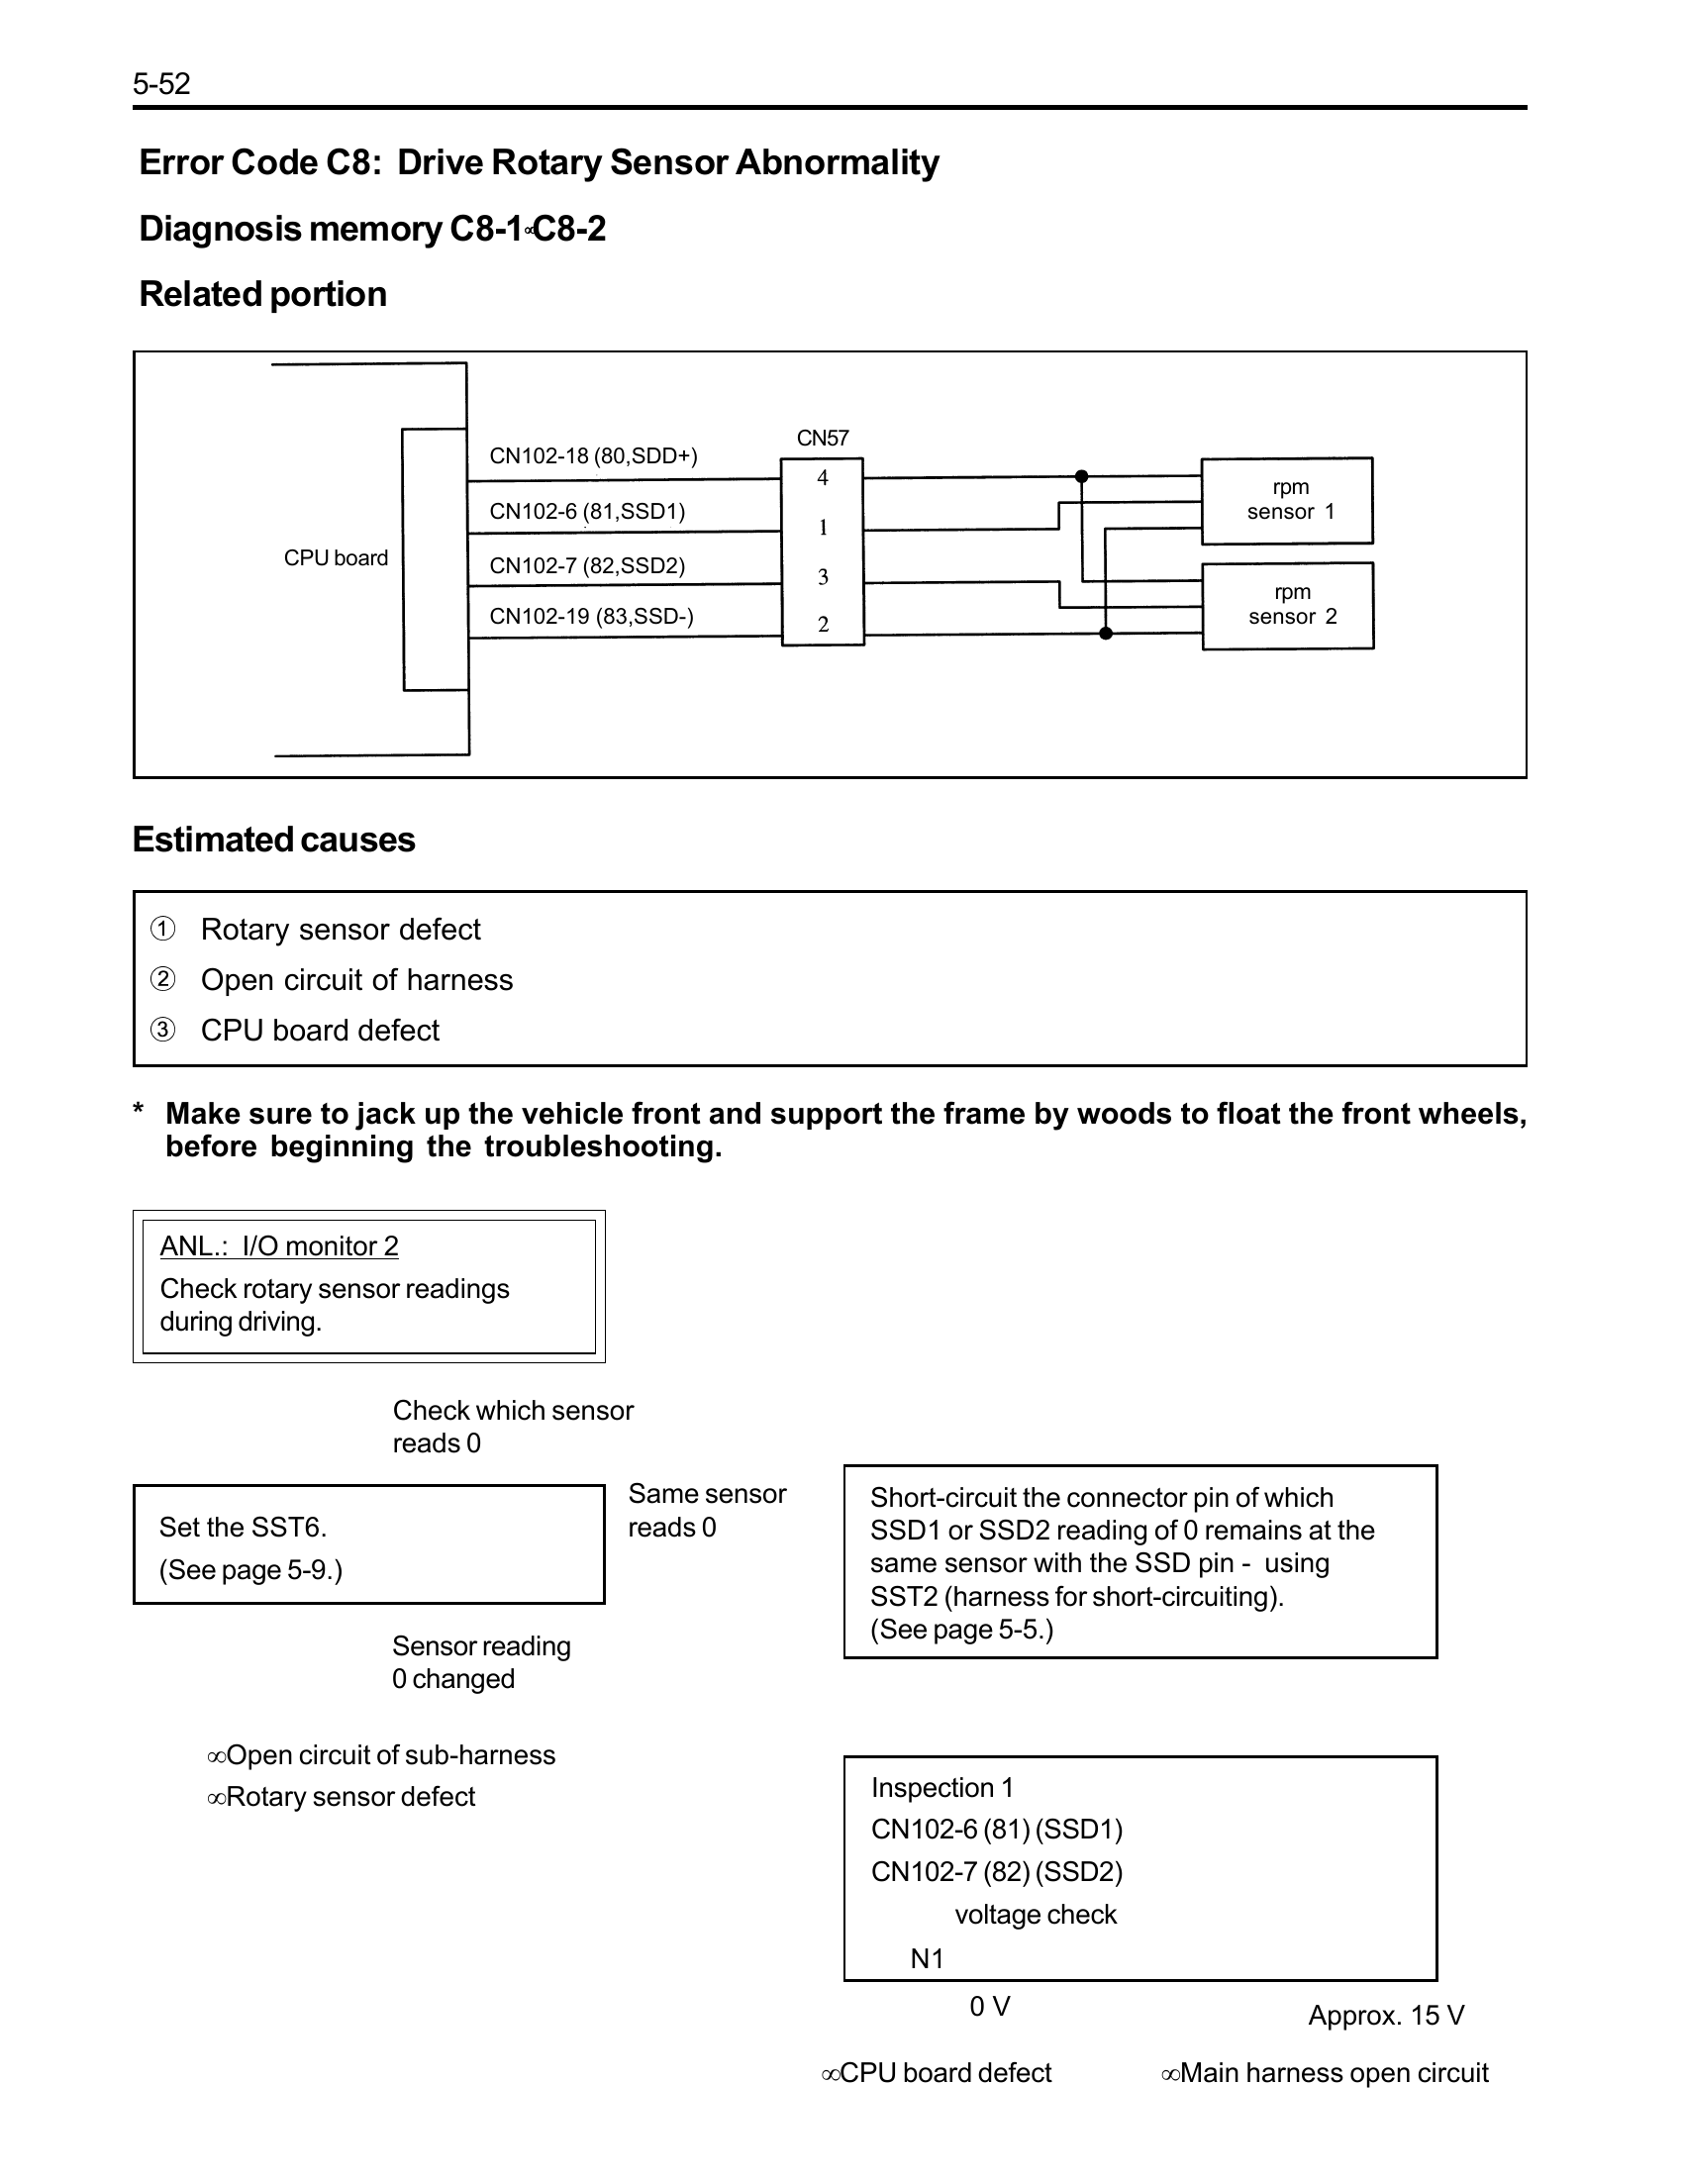 5-52
Error Code C8: Drive Rotary Sensor Abnormality
Diagnosis memory C8-1∝C8-2
Related portion
CN57
CN102-18 (80,SDD+)
4
rpm
sensor 1
CN102-6 (81,SSD1)
1
CPU board
CN102-7 (82,SSD2)
3
rpm
sensor 2
CN102-19 (83,SSD-)
2
Estimated causes
① Rotary sensor defect
② Open circuit of harness
③ CPU board defect
* Make sure to jack up the vehicle front and support the frame by woods to float the front wheels,
before beginning the troubleshooting.
ANL.: I/O monitor 2
Check rotary sensor readings
during driving.
Check which sensor
reads 0
Set the SST6.
(See page 5-9.)
Same sensor
reads 0
Short-circuit the connector pin of which
SSD1 or SSD2 reading of 0 remains at the
same sensor with the SSD pin - using
SST2 (harness for short-circuiting).
(See page 5-5.)
Sensor reading
0 changed
∞Open circuit of sub-harness
∞Rotary sensor defect
Inspection 1
CN102-6 (81) (SSD1)
CN102-7 (82) (SSD2)
voltage check
N1
0 V
Approx. 15 V
∞CPU board defect
∞Main harness open circuit